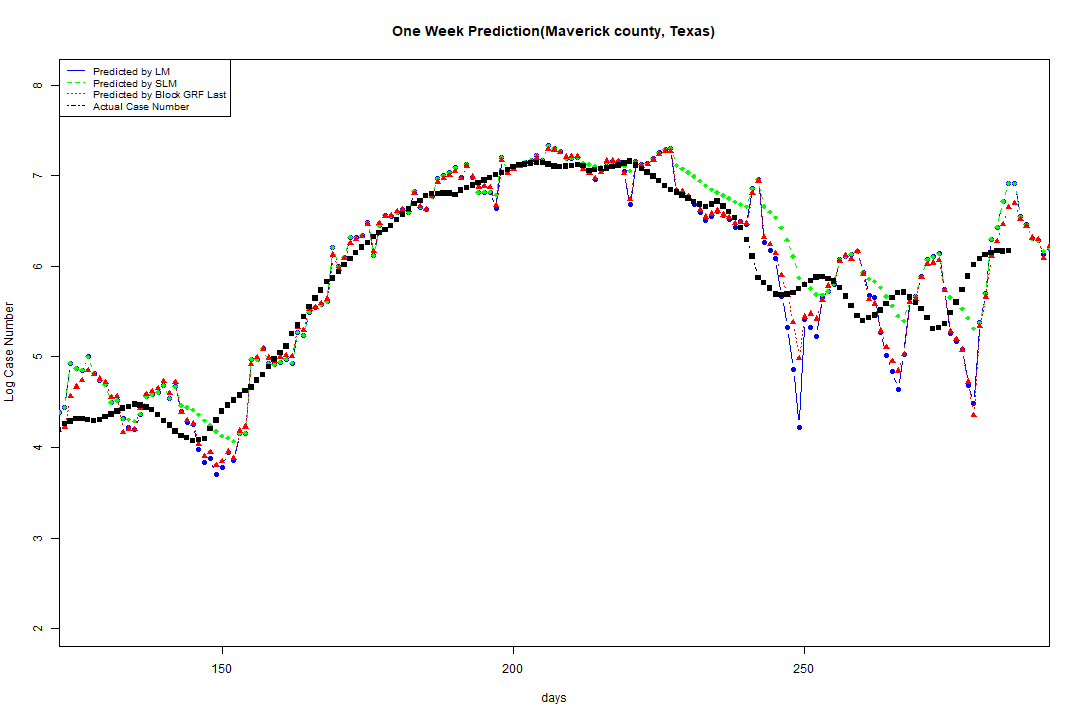 One Week Prediction(Maverick county, Texas)
Predicted by LM
Predicted by SLM
Predicted by Block GRF Last
Actual Case Number
8
7
6
5
4
3
2
Log Case Number
150 200 250
days